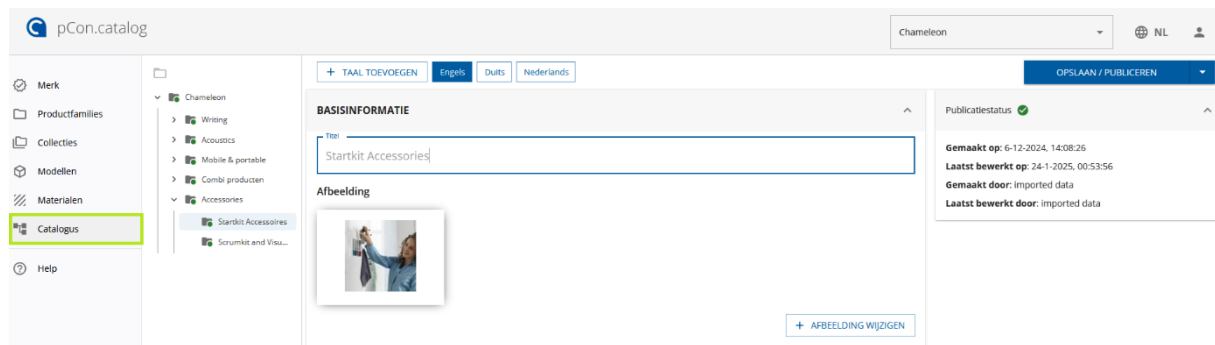 pCon.catalog
Chameleon
NL
Merk
Productfamilies
Collecties
Modellen
Materialen
Catalogus
Help
Chameleon
Writing
Acoustics
Mobile & portable
Combi producten
Accessories
Startkit Accessoires
Scrumkit and Visu...
+ TAAL TOEVOEGEN Engels Duits Nederlands
BASISINFORMATIE
Titel
Startkit Accessories
Afbeelding
+ AFBEELDING WIJZIGEN
OPSLAAN / PUBLICEREN
Publicatiestatus
Gemaakt op: 6-12-2024, 14:08:26
Laatst bewerkt op: 24-1-2025, 00:53:56
Gemaakt door: imported data
Laatst bewerkt door: imported data